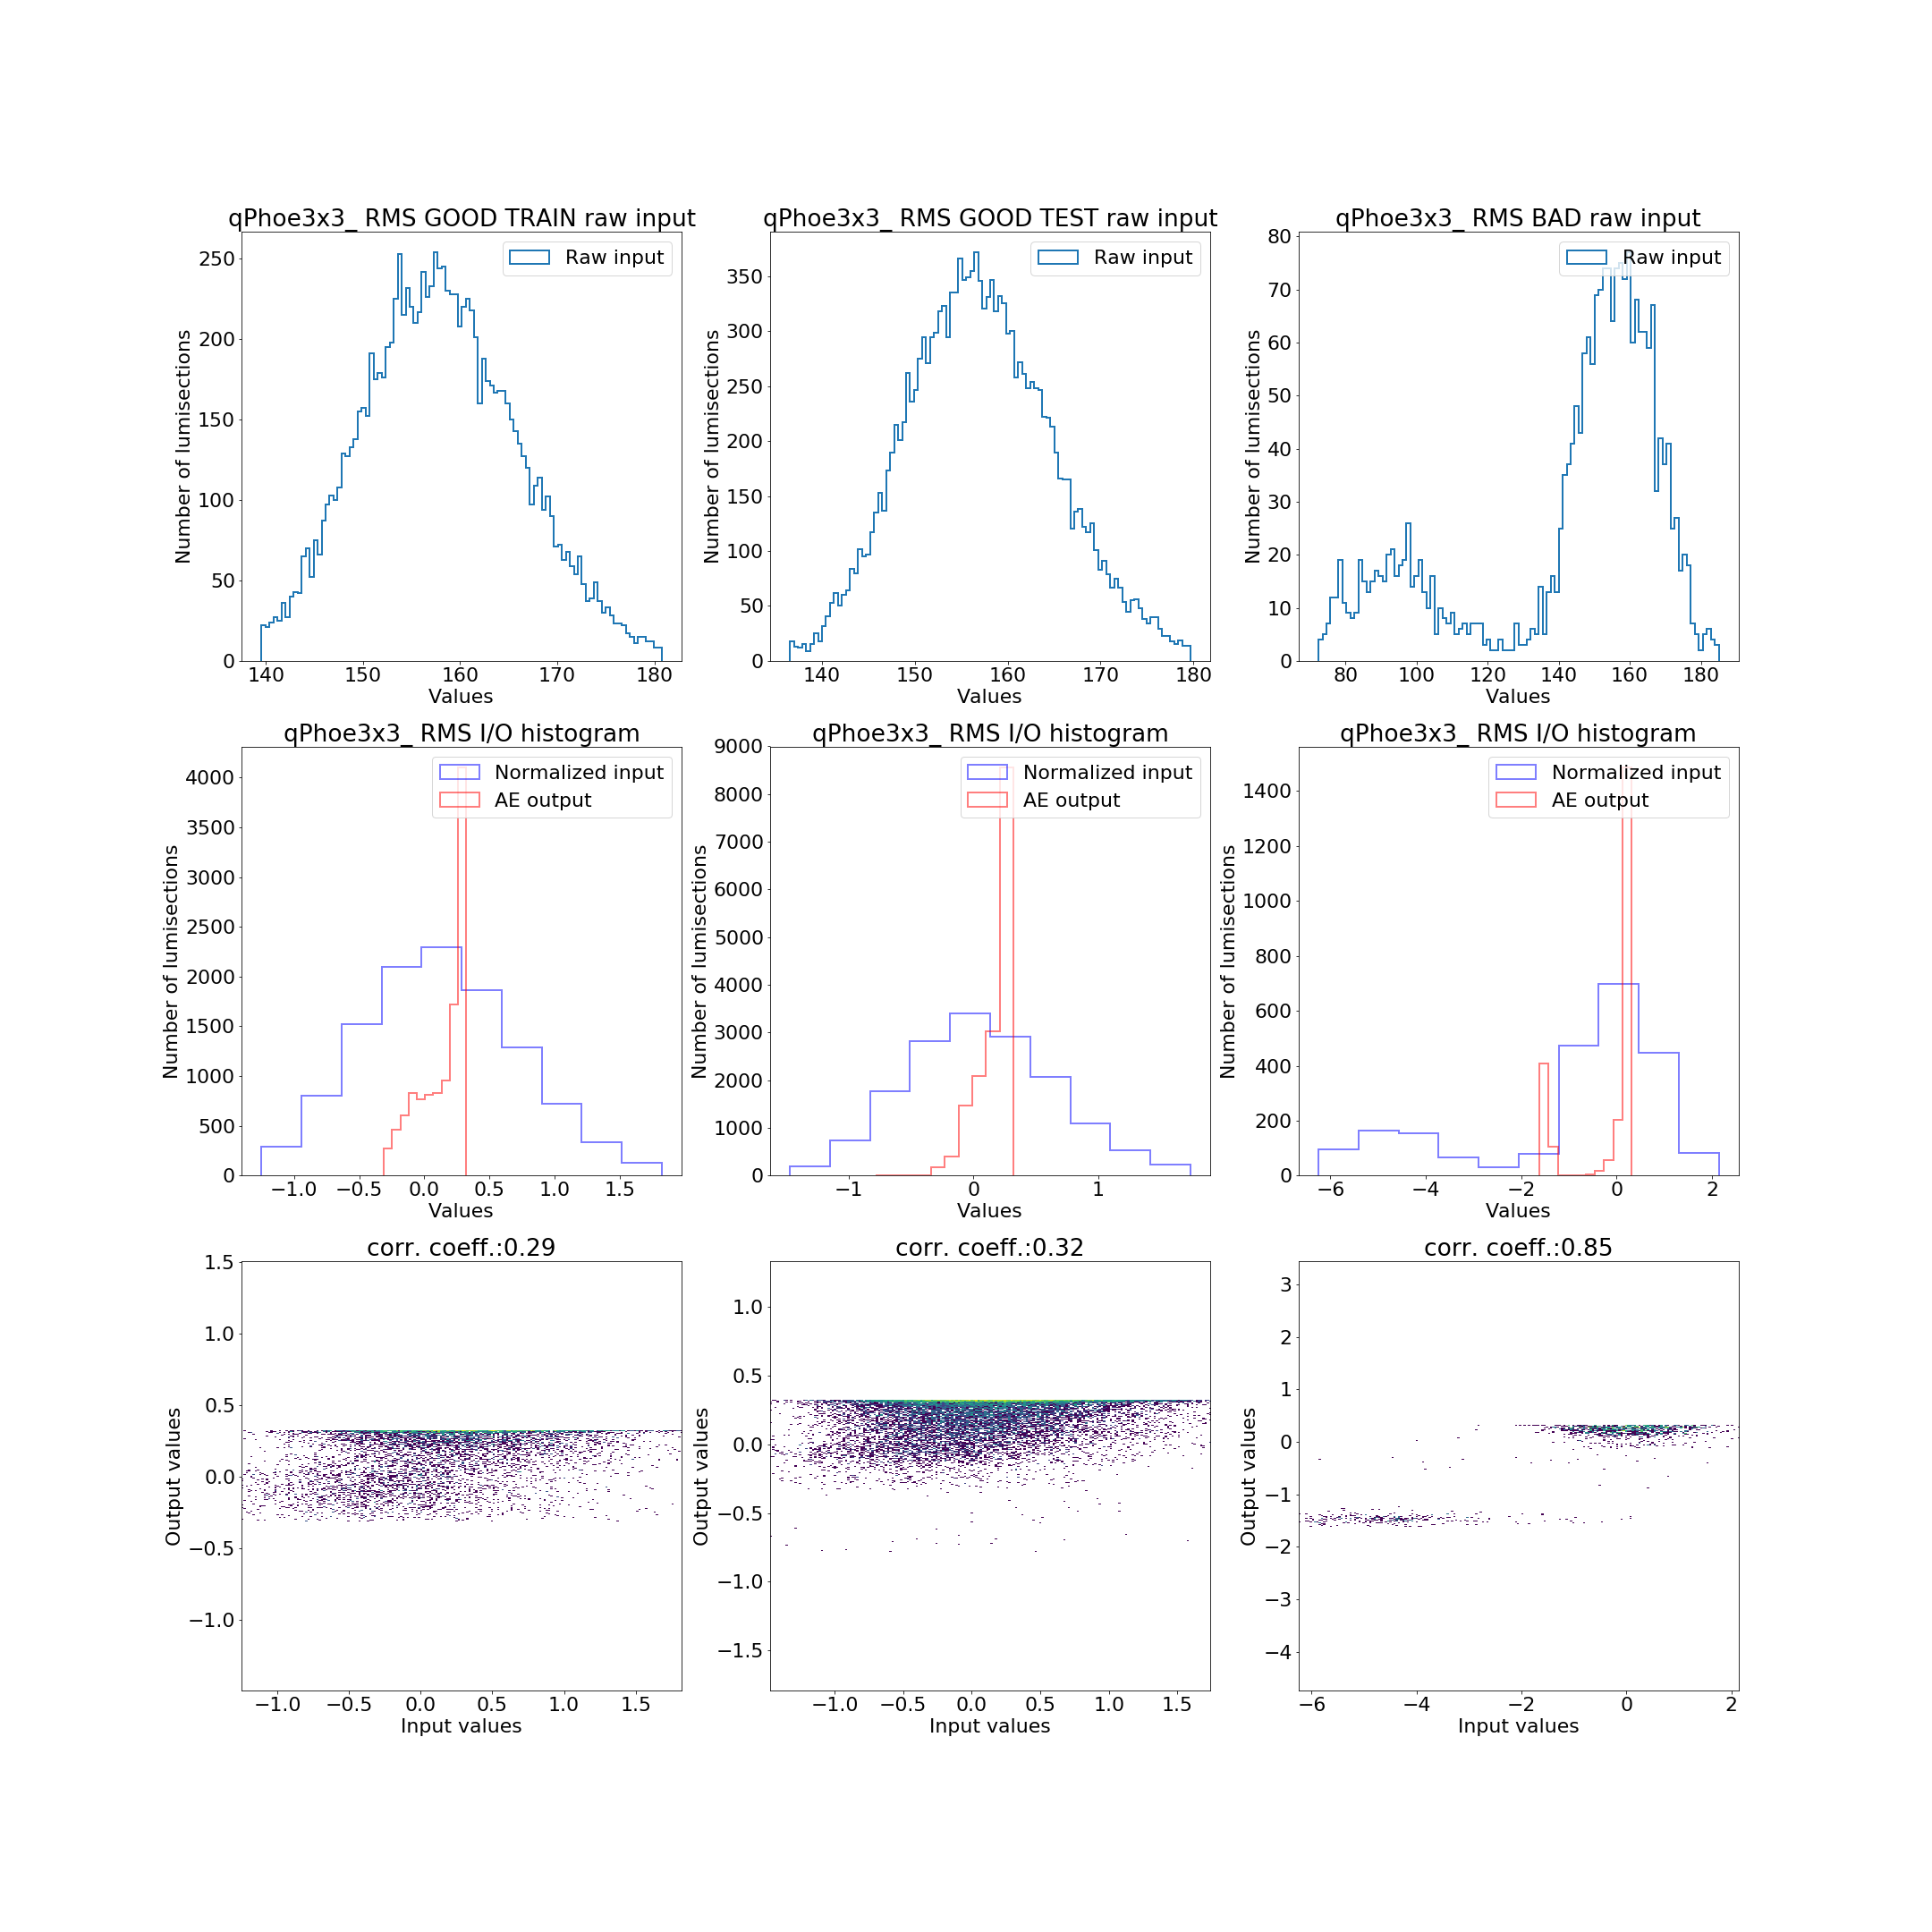 qPhoe3x3_ RMS GOOD TRAIN raw input
qPhoe3x3_ RMS GOOD TEST raw input
qPhoe3x3_ RMS BAD raw input
Raw input
Raw input
Raw input
Number of lumisections
250
200
150
100
50
0
140 150 160 170 180
Values
Number of lumisections
350
300
250
200
150
100
50
0
140 150 160 170 180
Values
Number of lumisections
80
70
60
50
40
30
20
10
0
80 100 120 140 160 180
Values
qPhoe3x3_ RMS I/O histogram
qPhoe3x3_ RMS I/O histogram
qPhoe3x3_ RMS I/O histogram
Normalized input
AE output
Normalized input
AE output
Normalized input
AE output
Number of lumisections
4000
3500
3000
2500
2000
1500
1000
500
0
−1.0 −0.5 0.0 0.5 1.0 1.5
Values
Number of lumisections
9000
8000
7000
6000
5000
4000
3000
2000
1000
0
−1 0 1
Values
Number of lumisections
1400
1200
1000
800
600
400
200
0
−6 −4 −2 0 2
Values
corr. coeff.:0.29
corr. coeff.:0.32
corr. coeff.:0.85
Output values
1.5
1.0
0.5
0.0
−0.5
−1.0
−1.0 −0.5 0.0 0.5 1.0 1.5
Input values
Output values
1.0
0.5
0.0
−0.5
−1.0
−1.5
−1.0 −0.5 0.0 0.5 1.0 1.5
Input values
Output values
3
2
1
0
−1
−2
−3
−4
−6 −4 −2 0 2
Input values